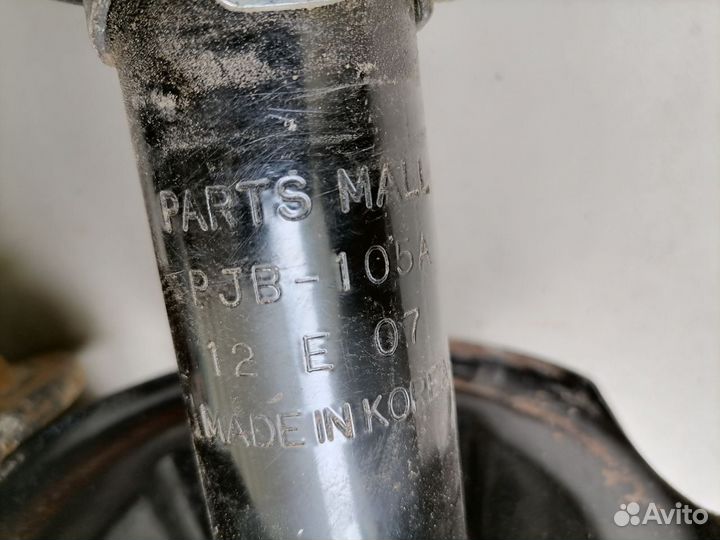 PARTS MALL
PJB-105A
12 E 07
MADE IN KOREA
Avito